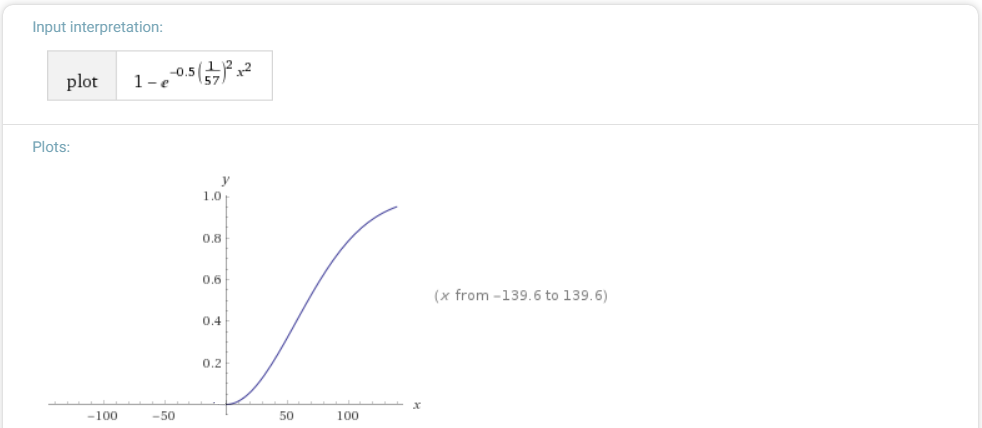 Input interpretation:
plot 1 − e^(−0.5 (1/57)^2 x^2)
Plots:
y
1.0
0.8
0.6
0.4
0.2
(x from −139.6 to 139.6)
−100 −50 50 100 x